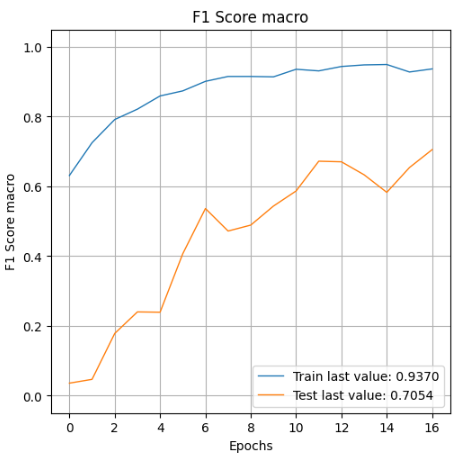 F1 Score macro
1.0
0.8
0.6
0.4
0.2
0.0
F1 Score macro
Train last value: 0.9370
Test last value: 0.7054
0 2 4 6 8 10 12 14 16
Epochs